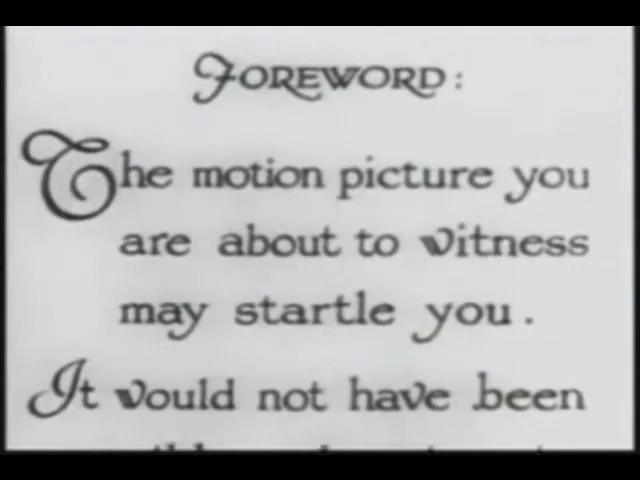 FOREWORD:
The motion picture you
are about to witness
may startle you.
It would not have been